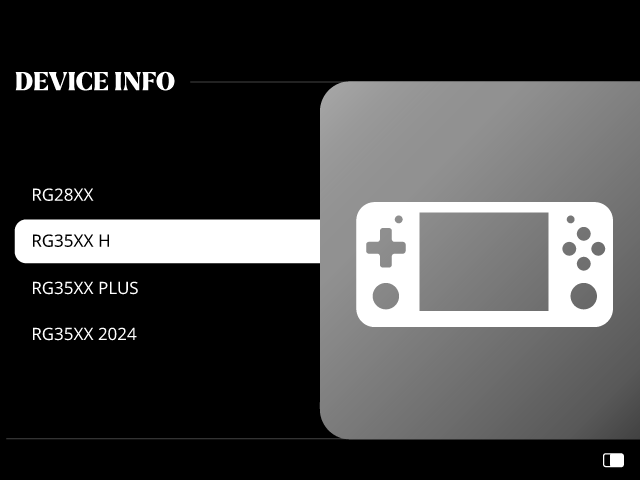 DEVICE INFO
RG28XX
RG35XX H
RG35XX PLUS
RG35XX 2024